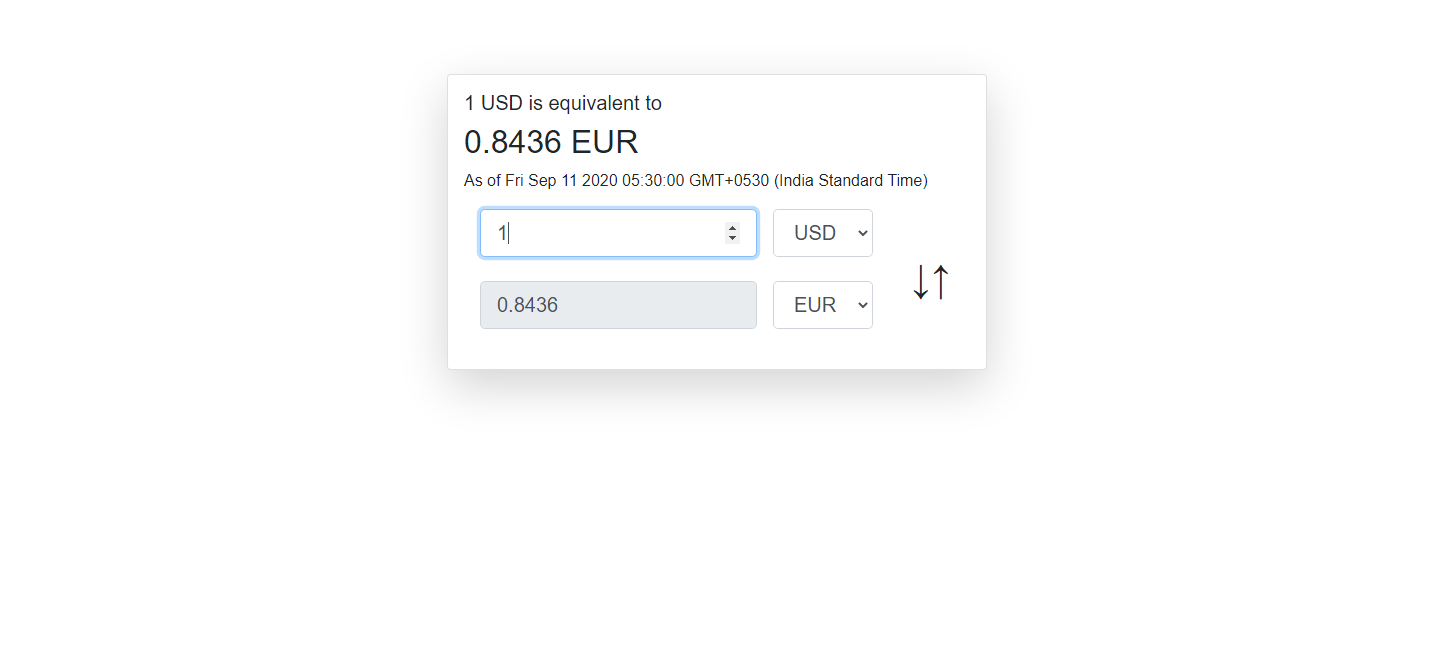 1 USD is equivalent to
0.8436 EUR
As of Fri Sep 11 2020 05:30:00 GMT+0530 (India Standard Time)
1 USD
0.8436 EUR